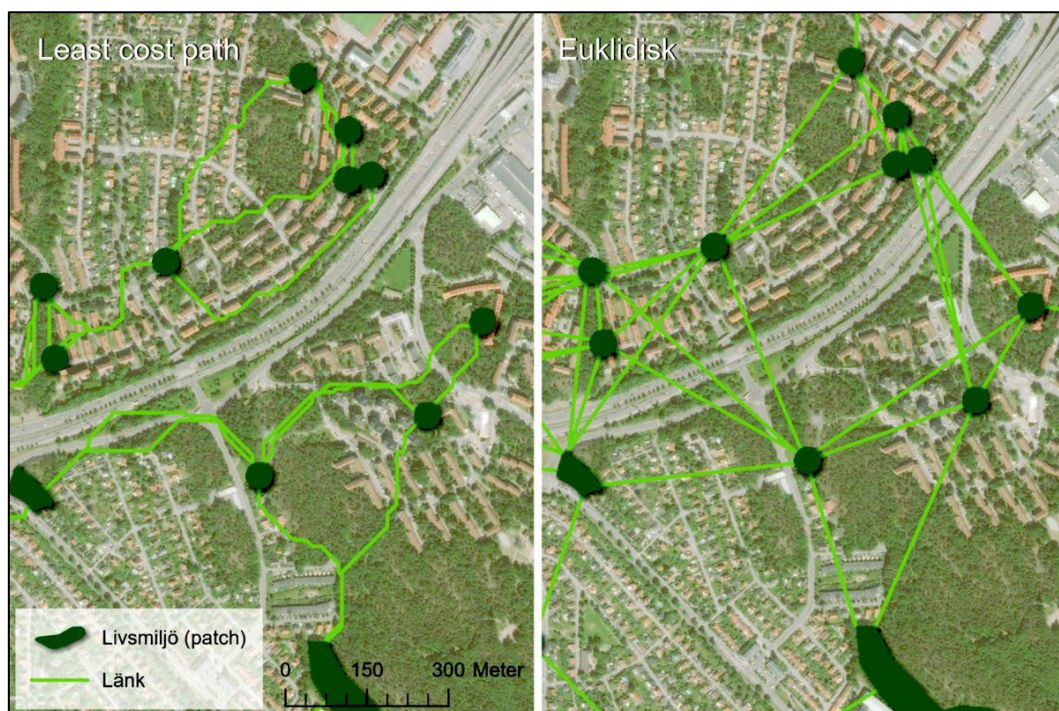 Least cost path
Euklidisk
Livsmiljö (patch)
Länk
0 150 300 Meter